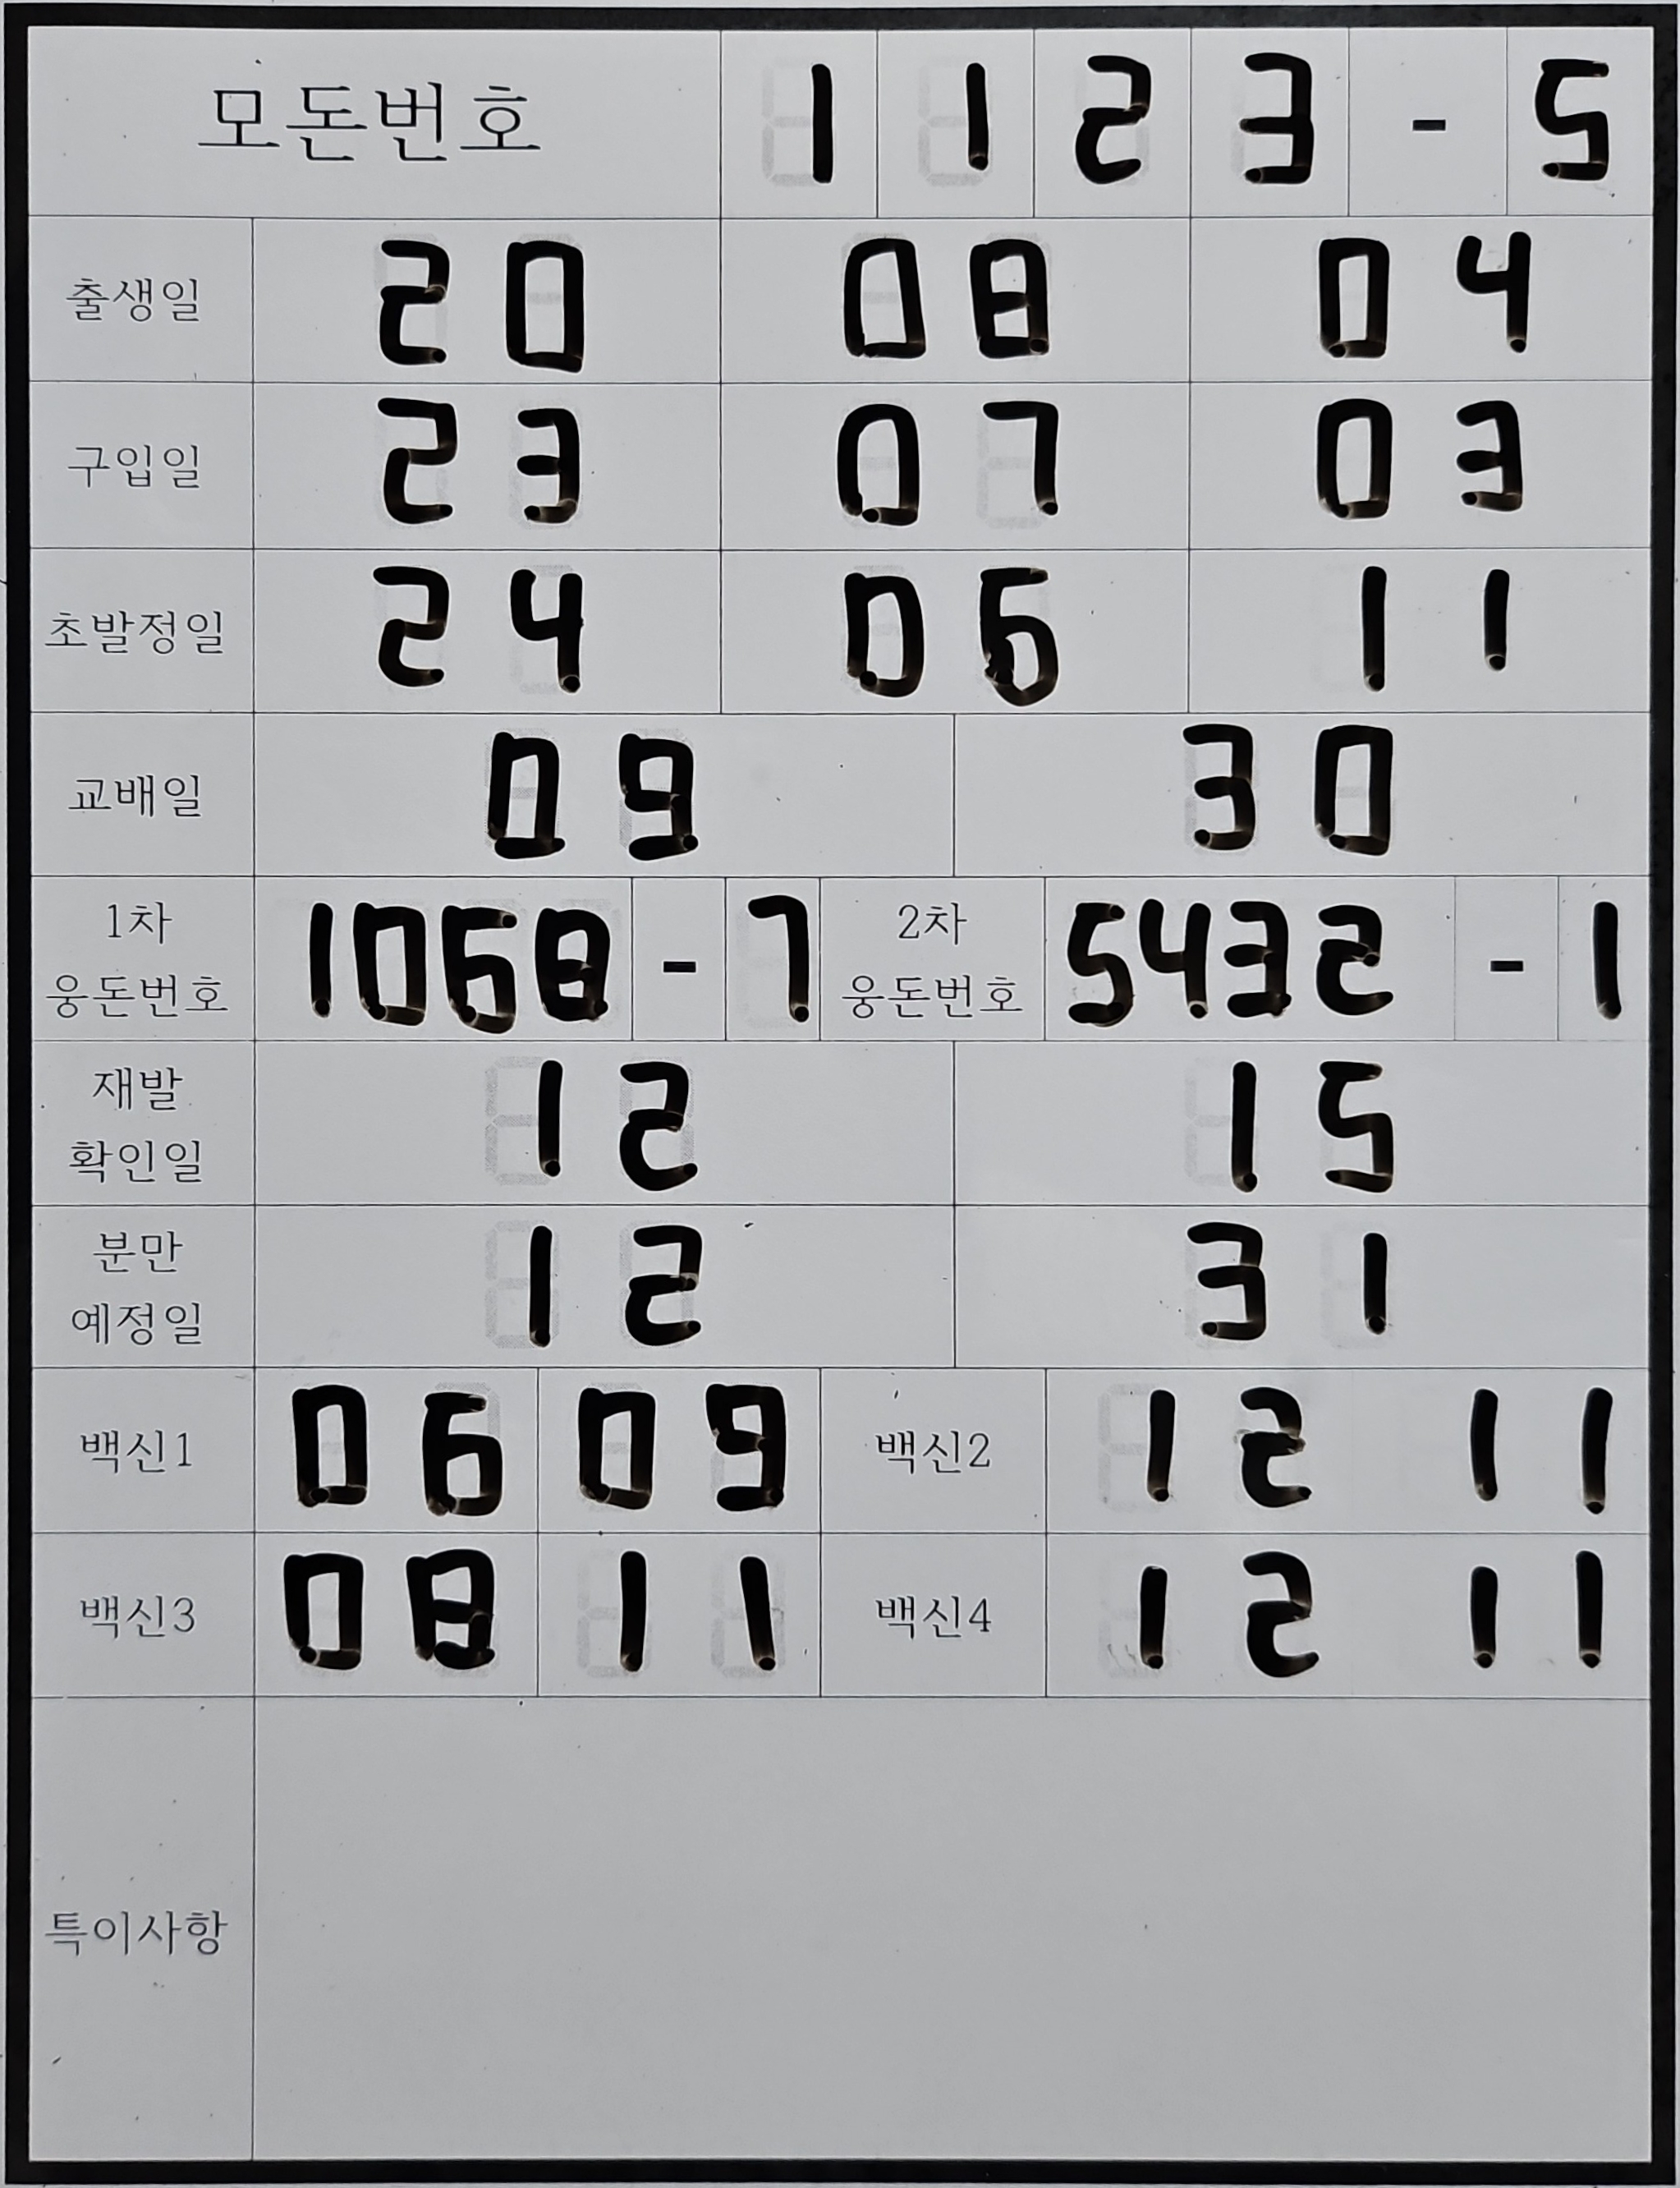 모돈번호 1 1 2 3 - 5
출생일 20 08 04
구입일 23 07 03
초발정일 24 06 11
교배일 09 30
1차 웅돈번호 1068 - 7 2차 웅돈번호 5432 - 1
재발 확인일 12 15
분만 예정일 12 31
백신1 06 09 백신2 12 11
백신3 08 11 백신4 12 11
특이사항